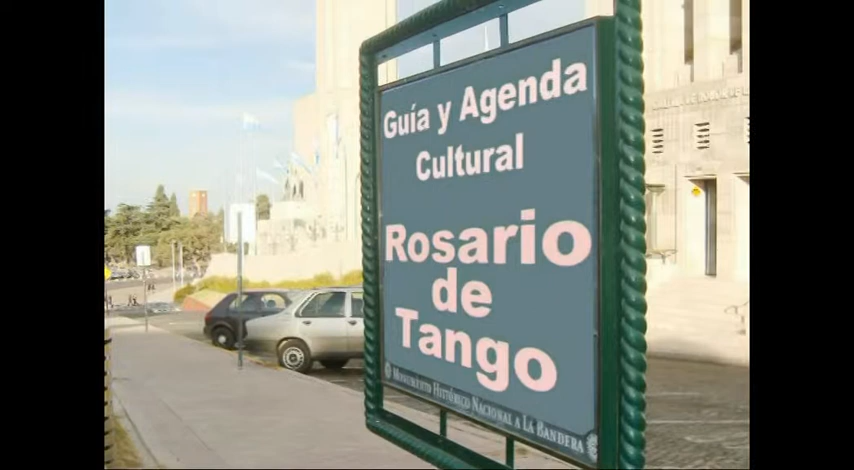 Guía y Agenda
Cultural
Rosario
de
Tango
MONUMENTO HISTÓRICO NACIONAL A LA BANDERA